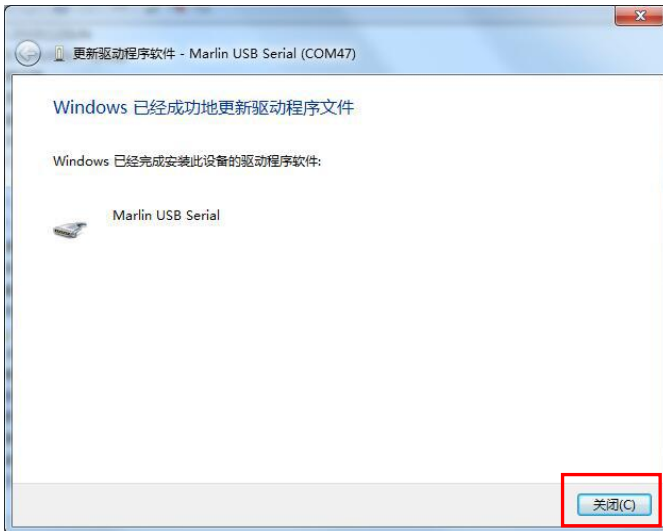 更新驱动程序软件 - Marlin USB Serial (COM47)
Windows 已经成功地更新驱动程序文件
Windows 已经完成安装此设备的驱动程序软件:
Marlin USB Serial
关闭(C)